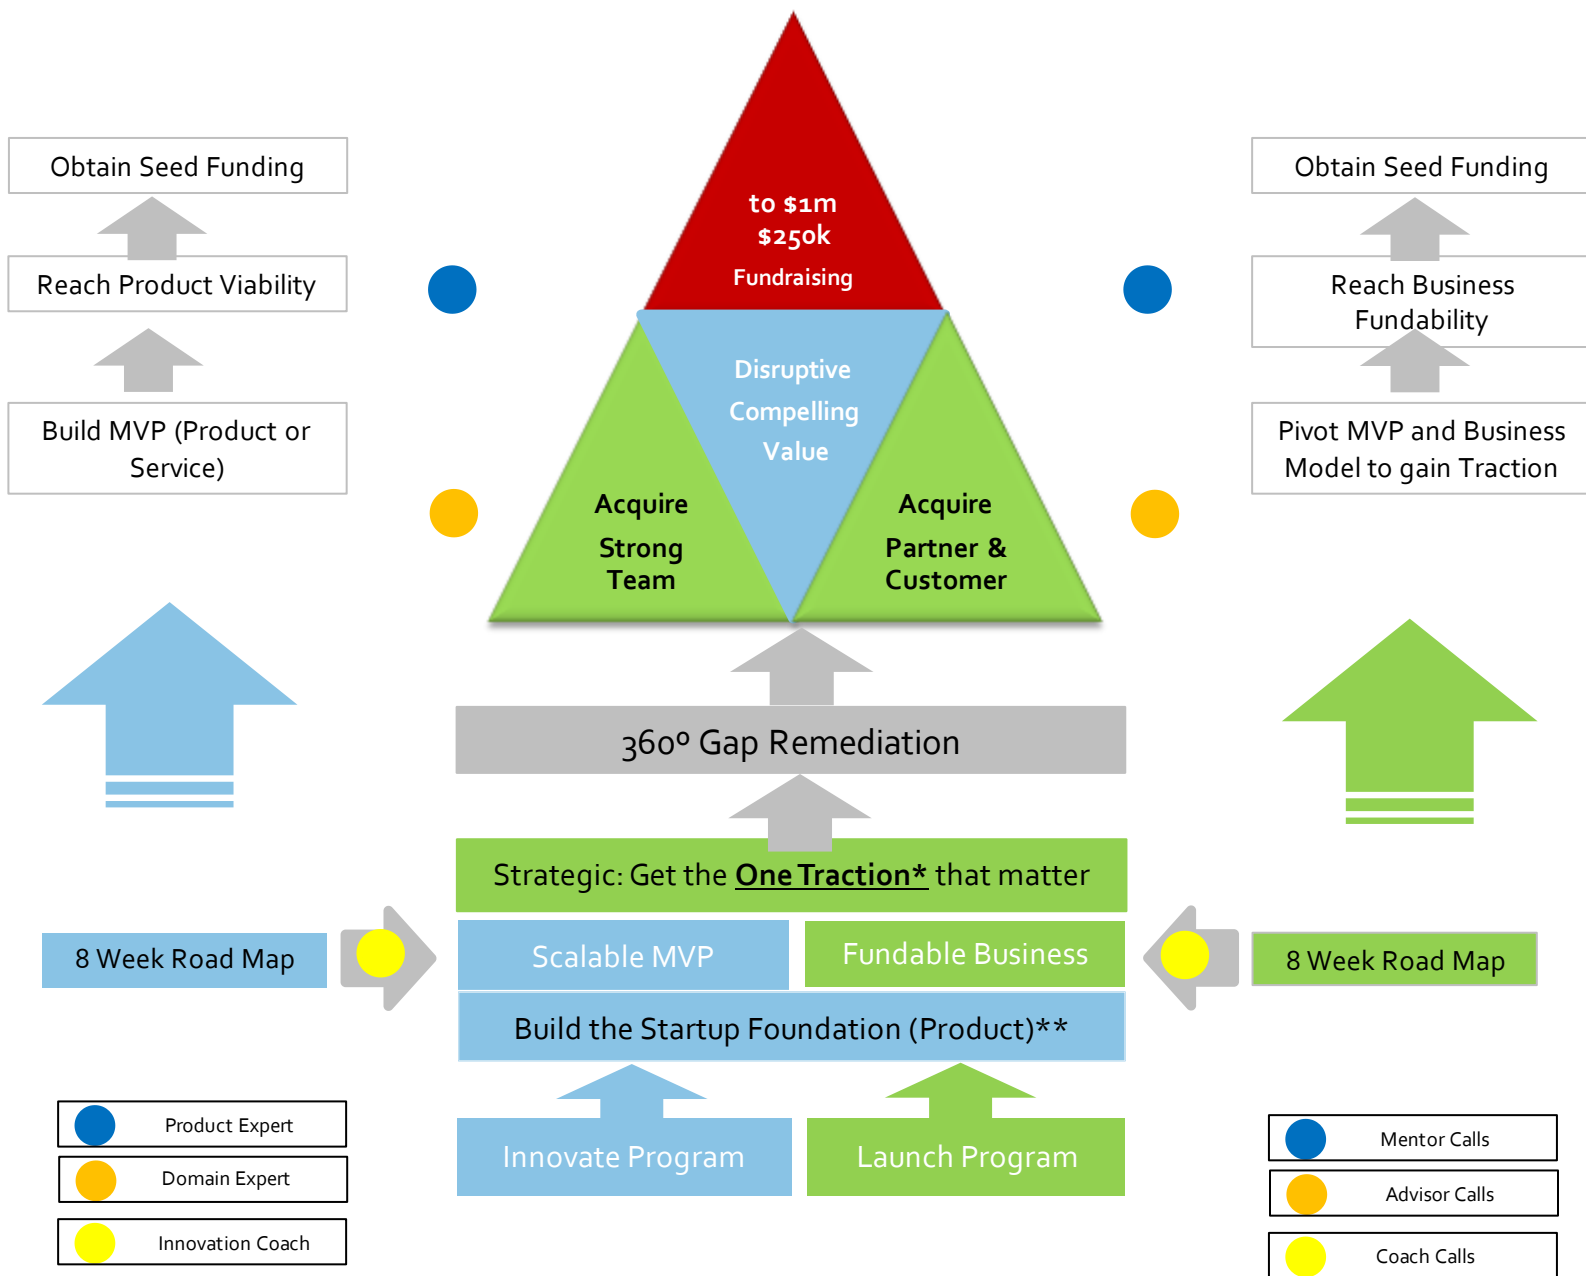 Obtain Seed Funding
Reach Product Viability
Build MVP (Product or
Service)
to $1m
$250k
Fundraising
Disruptive
Compelling
Value
Acquire
Strong
Team
Acquire
Partner &
Customer
Obtain Seed Funding
Reach Business
Fundability
Pivot MVP and Business
Model to gain Traction
360º Gap Remediation
Strategic: Get the One Traction* that matter
8 Week Road Map
Scalable MVP
Fundable Business
8 Week Road Map
Build the Startup Foundation (Product)**
Innovate Program
Launch Program
Product Expert
Domain Expert
Innovation Coach
Mentor Calls
Advisor Calls
Coach Calls